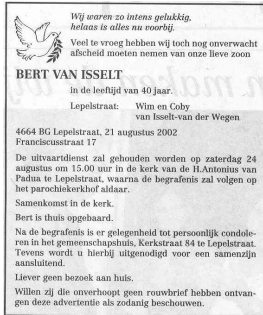 Wij waren zo intens gelukkig,
helaas is alles nu voorbij.
Veel te vroeg hebben wij toch nog onverwacht
afscheid moeten nemen van onze lieve zoon
BERT VAN ISSELT
in de leeftijd van 40 jaar.
Lepelstraat: Wim en Coby
van Isselt-van der Wegen
4664 BG Lepelstraat, 21 augustus 2002
Franciscusstraat 17
De uitvaartdienst zal gehouden worden op zaterdag 24
augustus om 15.00 uur in de kerk van de H.Antonius van
Padua te Lepelstraat, waarna de begrafenis zal volgen op
het parochiekerkhof aldaar.
Samenkomst in de kerk.
Bert is thuis opgebaard.
Na de begrafenis is er gelegenheid tot persoonlijk condole-
ren in het gemeenschapshuis, Kerkstraat 84 te Lepelstraat.
Tevens wordt u hierbij uitgenodigd voor een samenzijn
aansluitend.
Liever geen bezoek aan huis.
Willen zij die onverhoopt geen rouwbrief hebben ontvan-
gen deze advertentie als zodanig beschouwen.